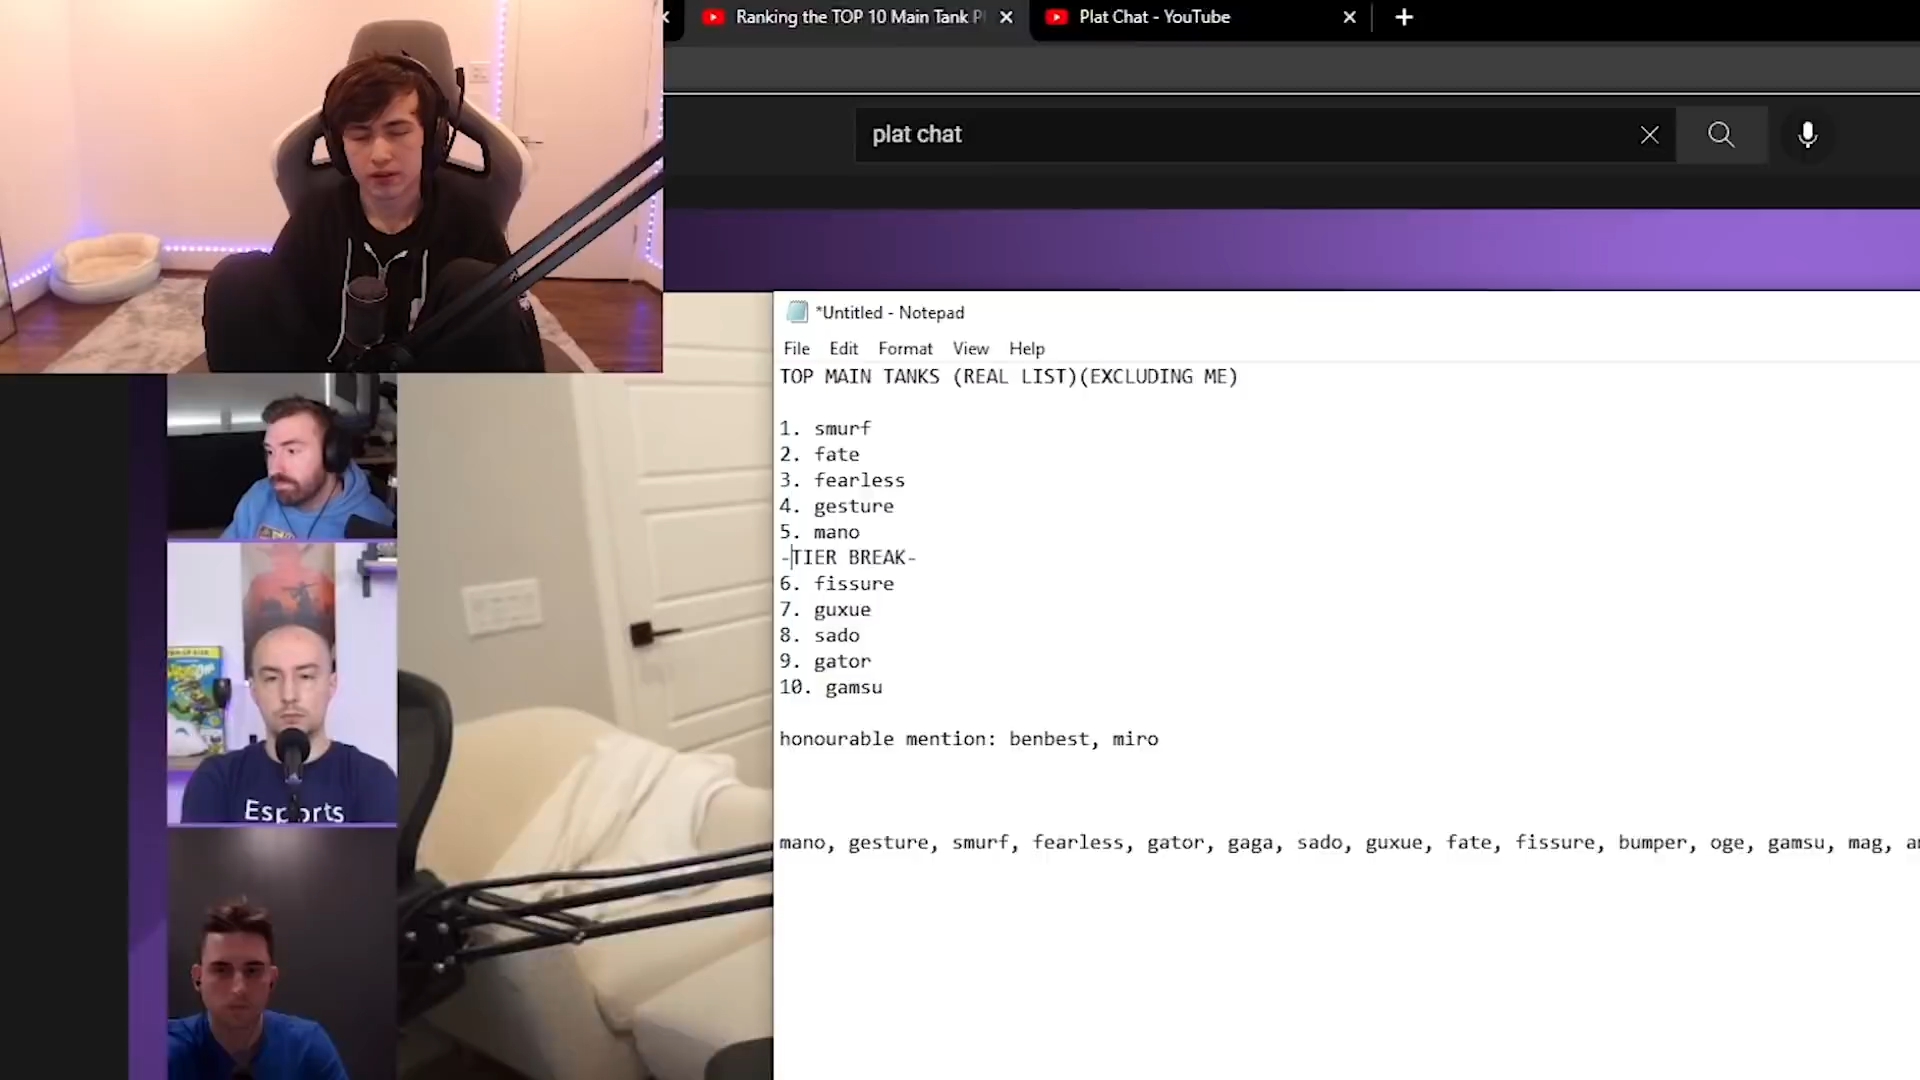 Ranking the TOP 10 Main Tank P
Plat Chat - YouTube
plat chat
*Untitled - Notepad
File Edit Format View Help
TOP MAIN TANKS (REAL LIST)(EXCLUDING ME)
1. smurf
2. fate
3. fearless
4. gesture
5. mano
-TIER BREAK-
6. fissure
7. guxue
8. sado
9. gator
10. gamsu
honourable mention: benbest, miro
mano, gesture, smurf, fearless, gator, gaga, sado, guxue, fate, fissure, bumper, oge, gamsu, mag,
Esports